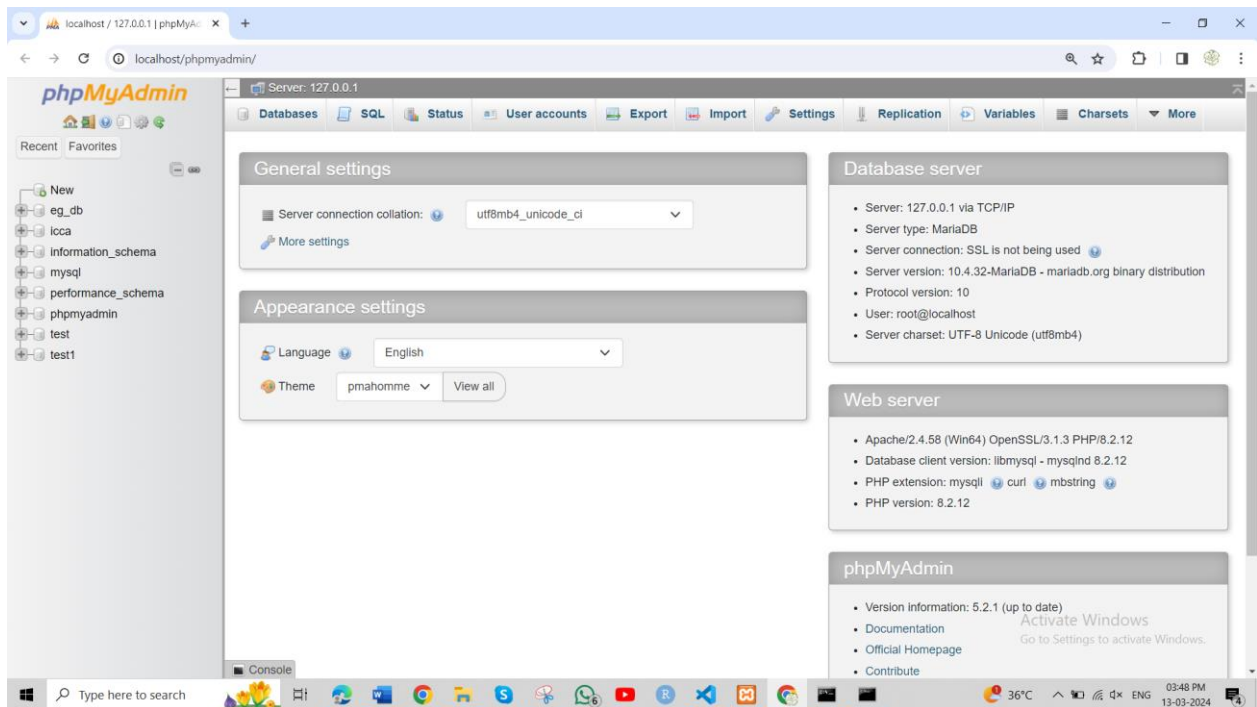 localhost / 127.0.0.1 | phpMyAd
localhost/phpmyadmin/
phpMyAdmin
Recent Favorites
New
eg_db
icca
information_schema
mysql
performance_schema
phpmyadmin
test
test1
Server: 127.0.0.1
Databases SQL Status User accounts Export Import Settings Replication Variables Charsets More
General settings
Server connection collation: utf8mb4_unicode_ci
More settings
Appearance settings
Language English
Theme pmahomme View all
Database server
Server: 127.0.0.1 via TCP/IP
Server type: MariaDB
Server connection: SSL is not being used
Server version: 10.4.32-MariaDB - mariadb.org binary distribution
Protocol version: 10
User: root@localhost
Server charset: UTF-8 Unicode (utf8mb4)
Web server
Apache/2.4.58 (Win64) OpenSSL/3.1.3 PHP/8.2.12
Database client version: libmysql - mysqlnd 8.2.12
PHP extension: mysqli curl mbstring
PHP version: 8.2.12
phpMyAdmin
Version information: 5.2.1 (up to date)
Documentation
Official Homepage
Contribute
Activate Windows
Go to Settings to activate Windows.
Console
Type here to search
36°C
ENG
03:48 PM
13-03-2024